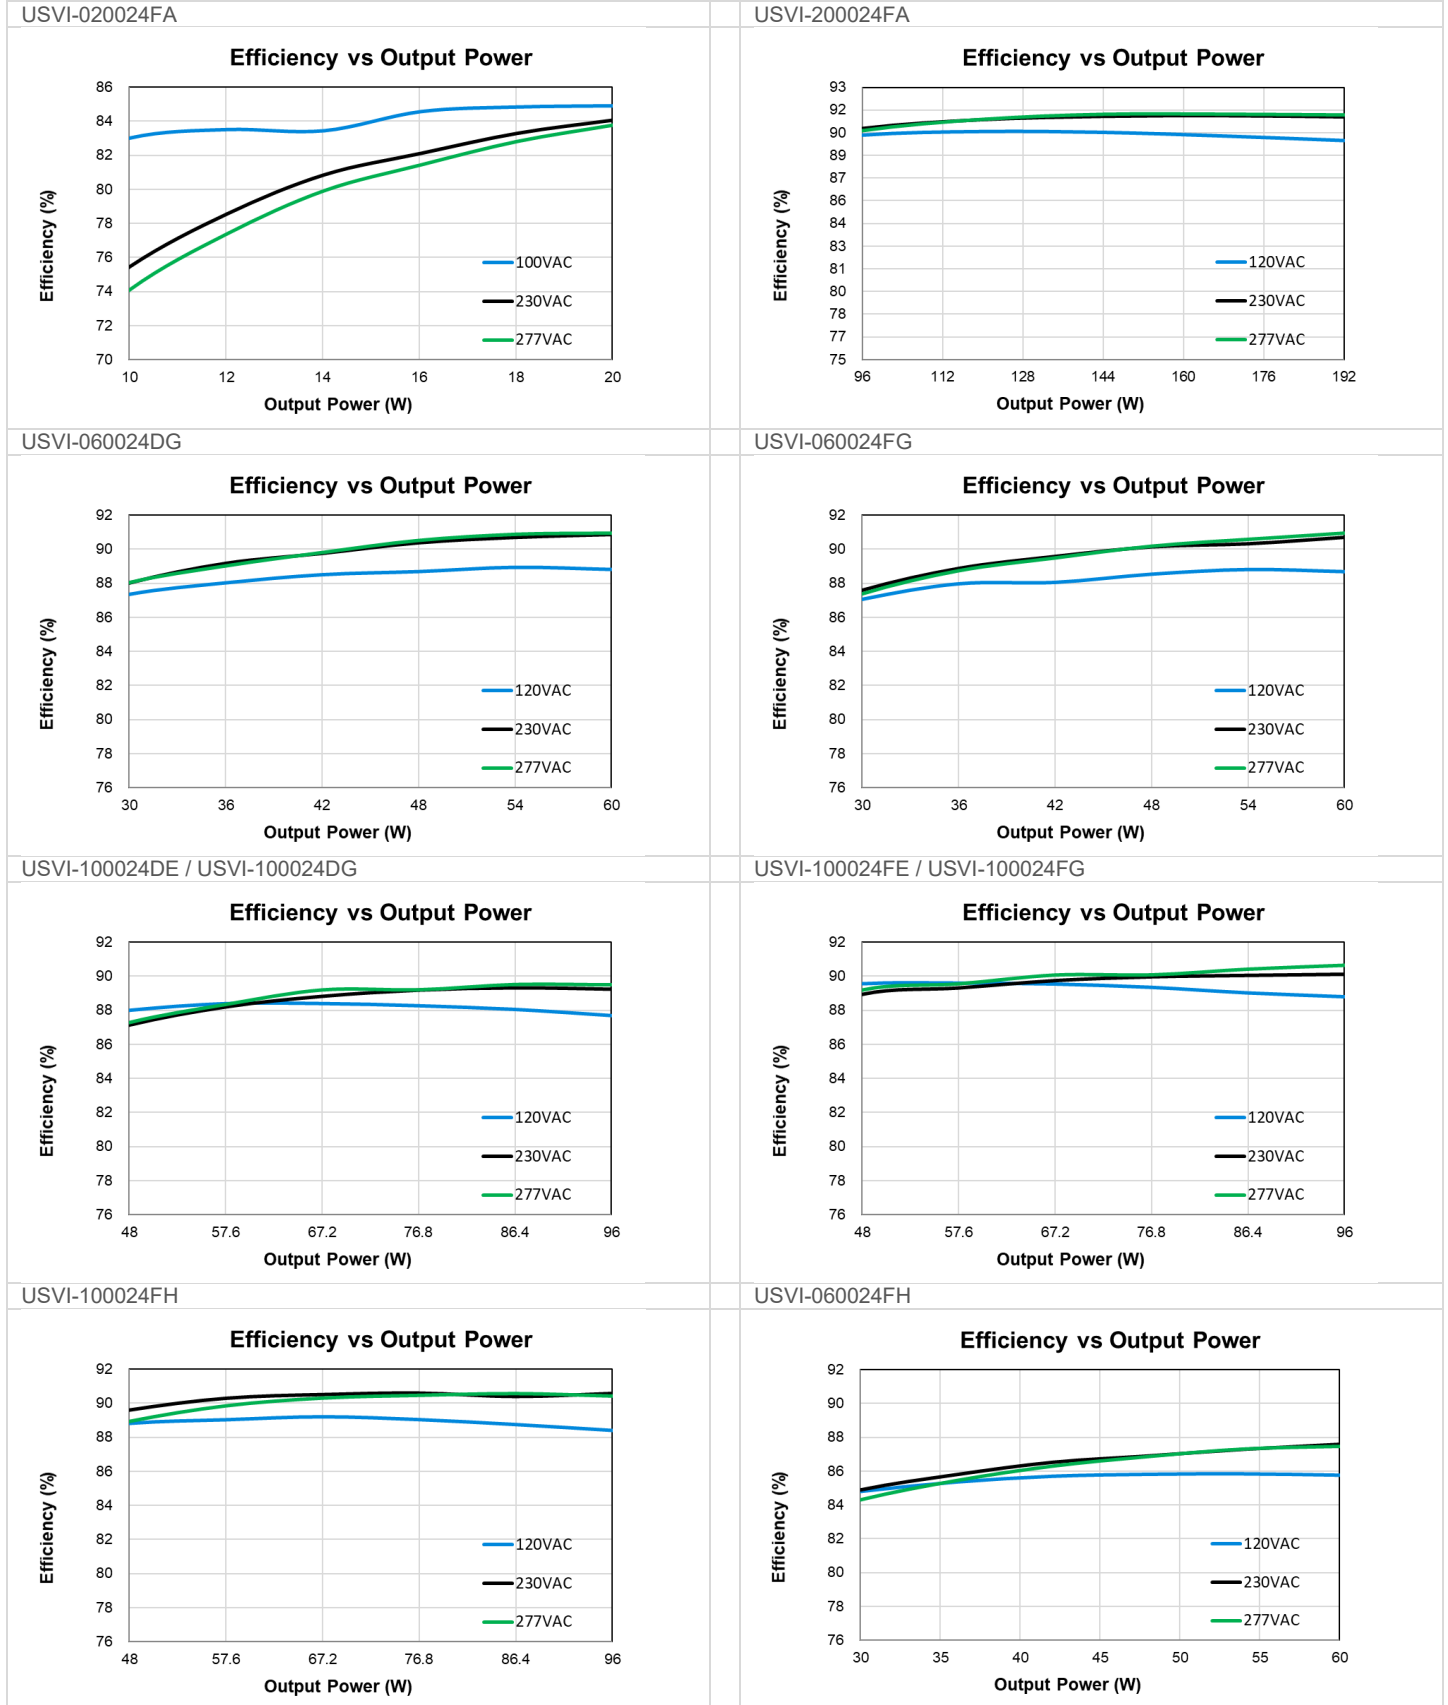 USVI-020024FA
Efficiency vs Output Power
86
84
82
80
78
76
74
72
70
Efficiency (%)
100VAC
230VAC
277VAC
10 12 14 16 18 20
Output Power (W)
USVI-200024FA
Efficiency vs Output Power
93
92
90
89
87
86
84
83
81
80
78
77
75
Efficiency (%)
120VAC
230VAC
277VAC
96 112 128 144 160 176 192
Output Power (W)
USVI-060024DG
Efficiency vs Output Power
92
90
88
86
84
82
80
78
76
Efficiency (%)
120VAC
230VAC
277VAC
30 36 42 48 54 60
Output Power (W)
USVI-060024FG
Efficiency vs Output Power
92
90
88
86
84
82
80
78
76
Efficiency (%)
120VAC
230VAC
277VAC
30 36 42 48 54 60
Output Power (W)
USVI-100024DE / USVI-100024DG
Efficiency vs Output Power
92
90
88
86
84
82
80
78
76
Efficiency (%)
120VAC
230VAC
277VAC
48 57.6 67.2 76.8 86.4 96
Output Power (W)
USVI-100024FE / USVI-100024FG
Efficiency vs Output Power
92
90
88
86
84
82
80
78
76
Efficiency (%)
120VAC
230VAC
277VAC
48 57.6 67.2 76.8 86.4 96
Output Power (W)
USVI-100024FH
Efficiency vs Output Power
92
90
88
86
84
82
80
78
76
Efficiency (%)
120VAC
230VAC
277VAC
48 57.6 67.2 76.8 86.4 96
Output Power (W)
USVI-060024FH
Efficiency vs Output Power
92
90
88
86
84
82
80
78
76
Efficiency (%)
120VAC
230VAC
277VAC
30 35 40 45 50 55 60
Output Power (W)